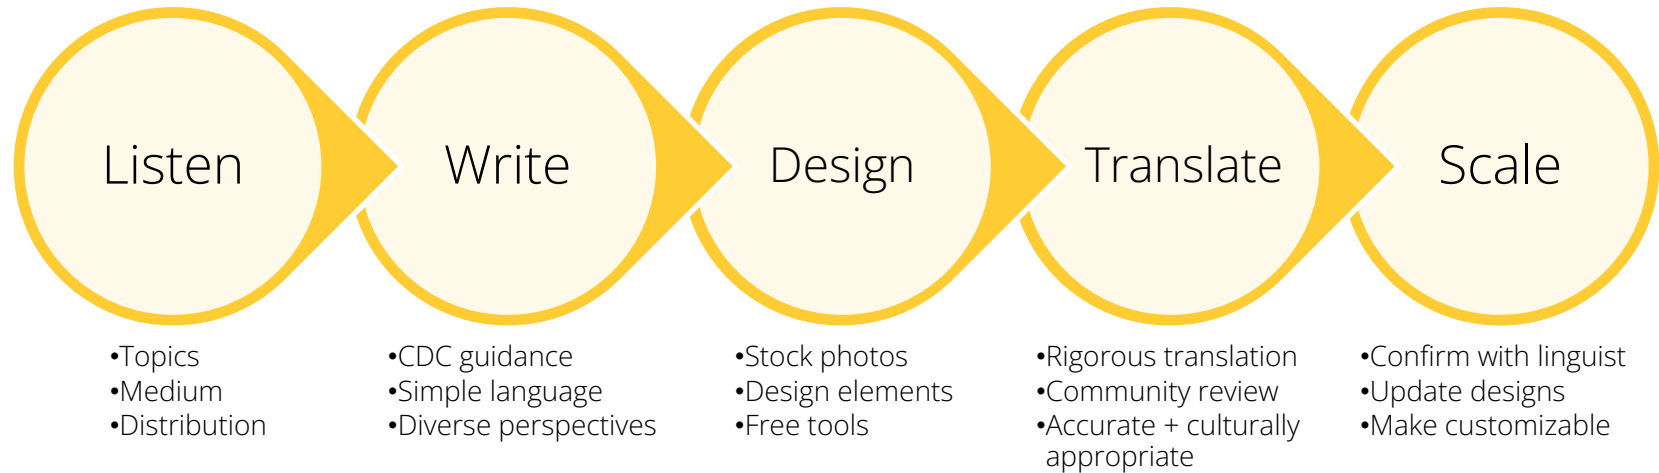 Listen
Write
Design
Translate
Scale
•Topics
•Medium
•Distribution
•CDC guidance
•Simple language
•Diverse perspectives
•Stock photos
•Design elements
•Free tools
•Rigorous translation
•Community review
•Accurate + culturally
appropriate
•Confirm with linguist
•Update designs
•Make customizable